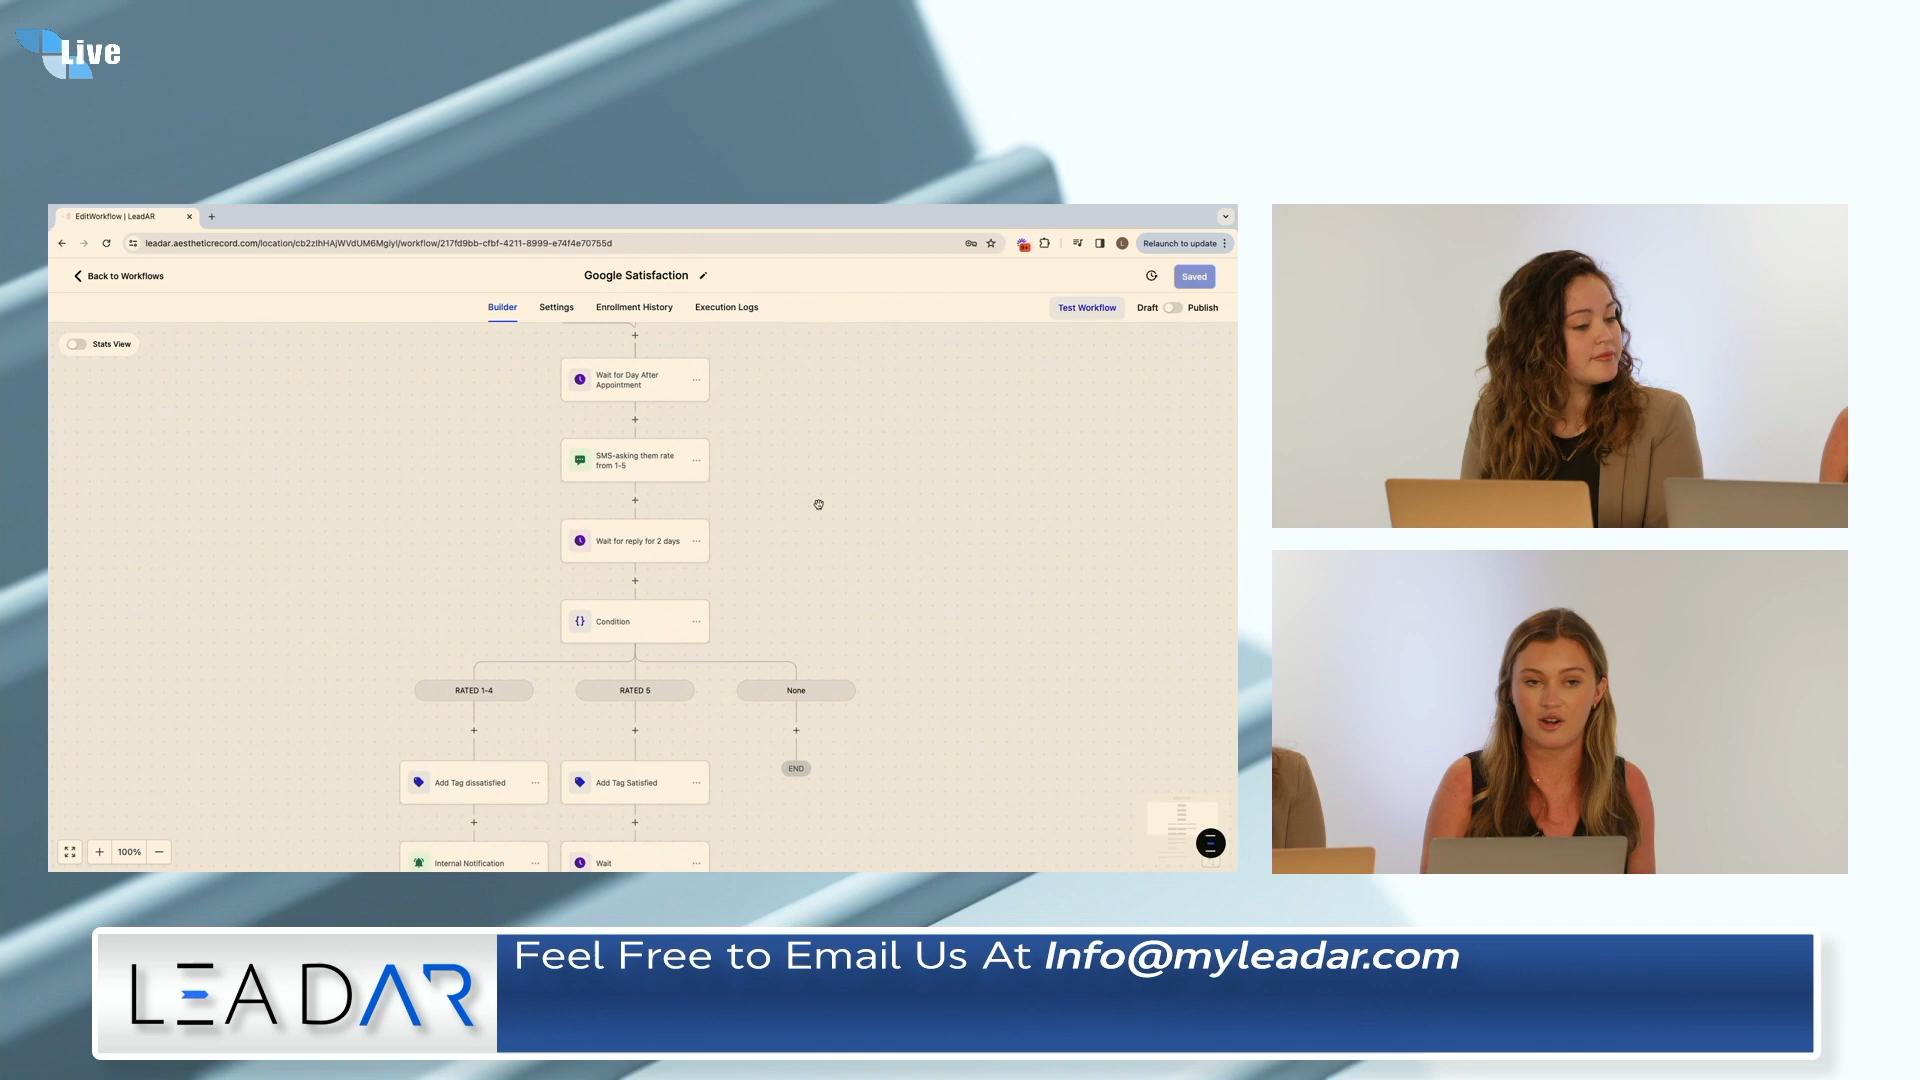 Live
EditWorkflow | LeadAR
leadar.aestheticrecord.com/location/cb2zIhHAjWVdUM6Mgiyl/workflow/217fd9bb-cfbf-4211-8999-e74f4e70755d
9+
L
Relaunch to update
Back to Workflows
Google Satisfaction
Saved
Builder
Settings
Enrollment History
Execution Logs
Test Workflow
Draft
Publish
Stats View
Wait for Day After
Appointment
SMS-asking them rate
from 1-5
Wait for reply for 2 days
Condition
RATED 1-4
RATED 5
None
Add Tag dissatisfied
Add Tag Satisfied
END
Internal Notification
Wait
100%
LEADAR
Feel Free to Email Us At Info@myleadar.com